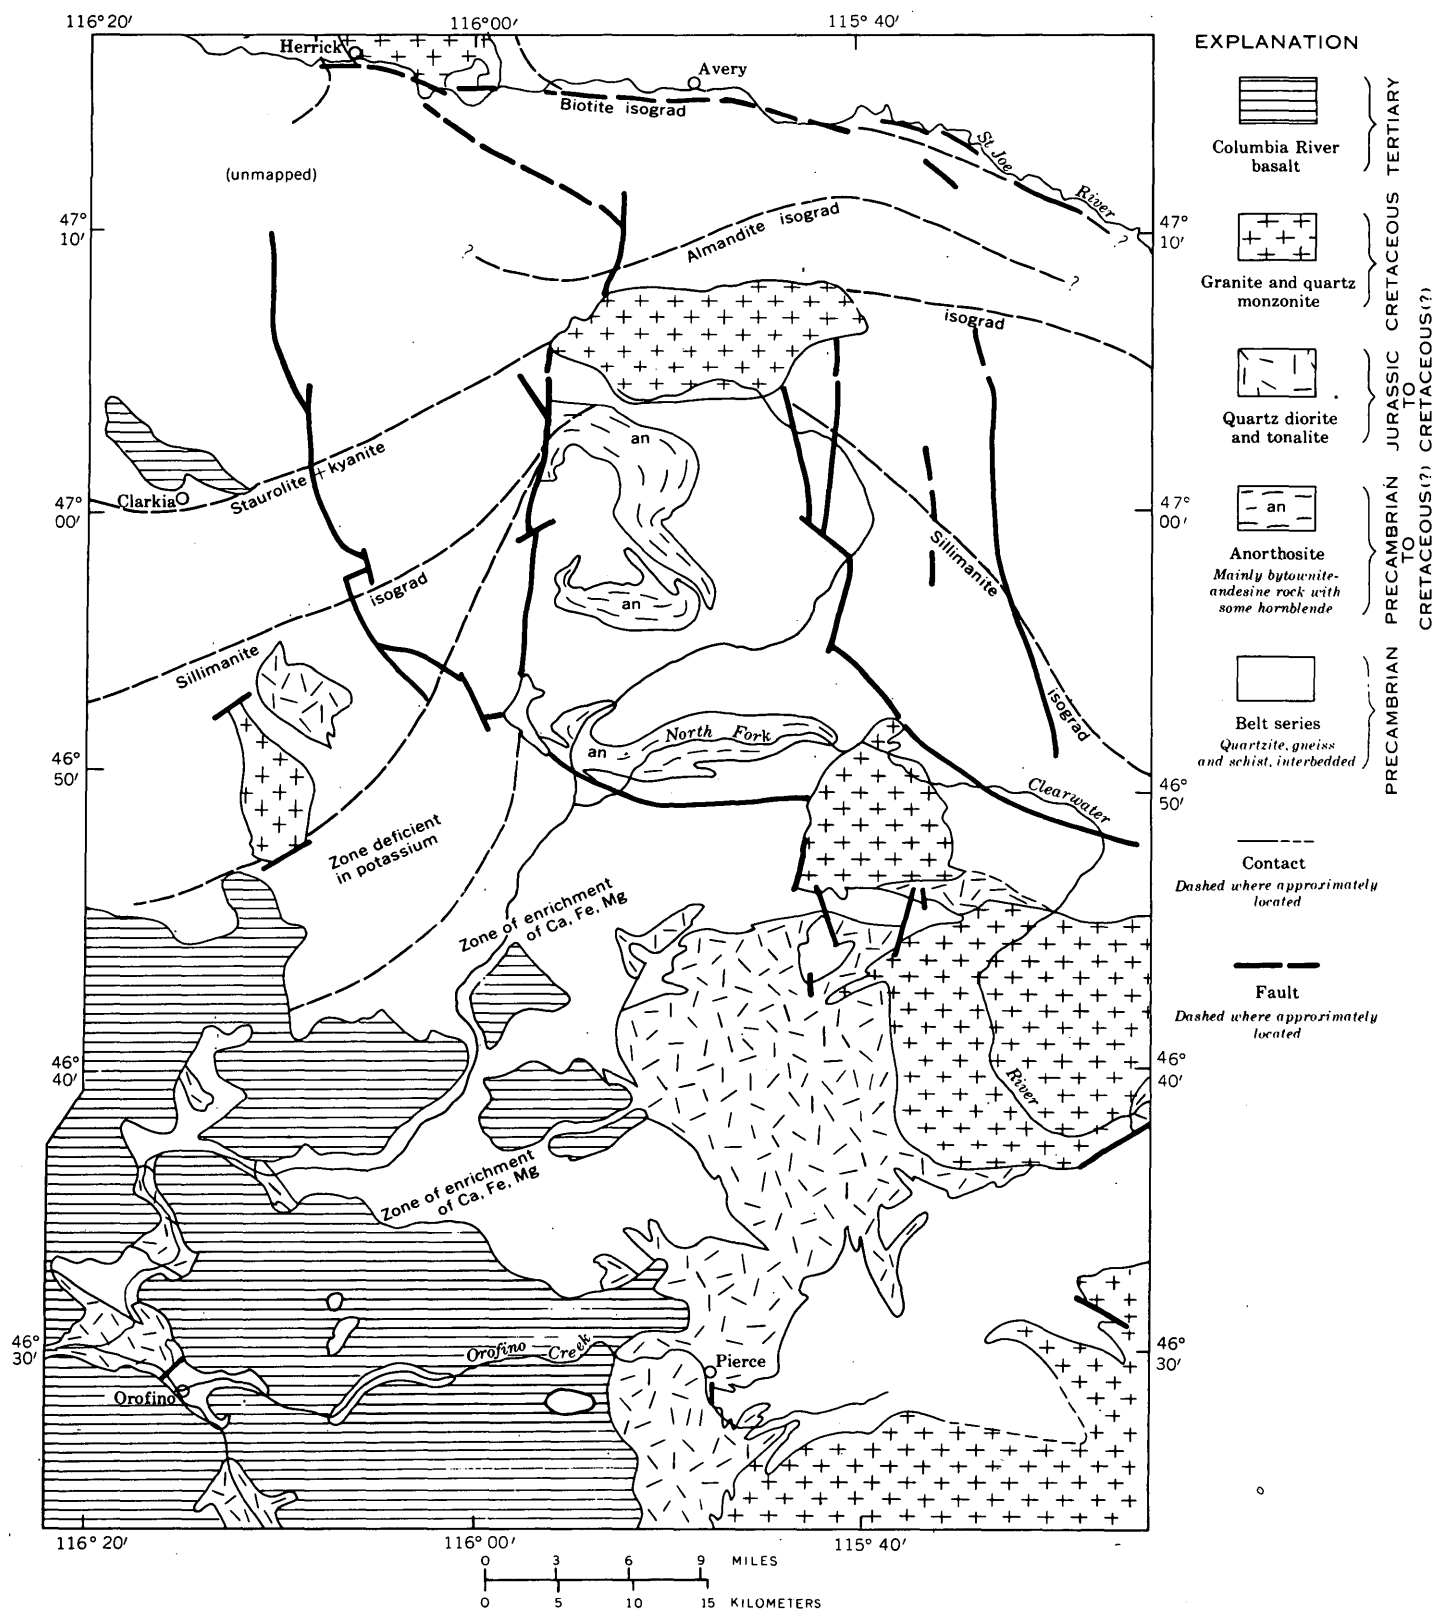 116° 20′
116° 00′
115° 40′
Herrick
Avery
Biotite isograd
St Joe
River
(unmapped)
47°
10′
47°
10′
?
Almandite isograd
?
?
isograd
an
Staurolite + kyanite
Clarkia
47°
00′
47°
00′
Sillimanite
isograd
an
Sillimanite
isograd
North Fork
an
46°
50′
46°
50′
Clearwater
Zone deficient
in potassium
Zone of enrichment
of Ca, Fe, Mg
46°
40′
46°
40′
River
Zone of enrichment
of Ca, Fe, Mg
46°
30′
46°
30′
Orofino Creek
Pierce
Orofino
116° 20′
116° 00′
115° 40′
0 3 6 9 MILES
0 5 10 15 KILOMETERS
EXPLANATION
Columbia River
basalt
TERTIARY
Granite and quartz
monzonite
CRETACEOUS
Quartz diorite
and tonalite
JURASSIC
TO
CRETACEOUS(?)
an
Anorthosite
Mainly bytownite-
andesine rock with
some hornblende
PRECAMBRIAN
TO
CRETACEOUS(?)
Belt series
Quartzite, gneiss
and schist, interbedded
PRECAMBRIAN
Contact
Dashed where approximately
located
Fault
Dashed where approximately
located